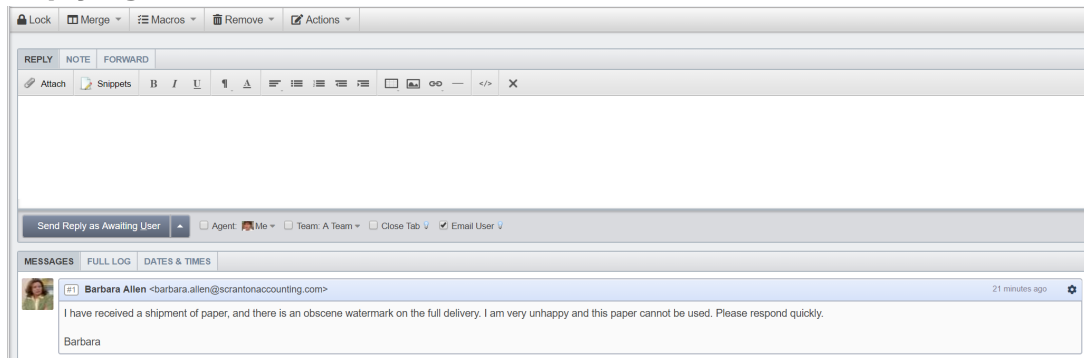 Lock Merge Macros Remove Actions
REPLY NOTE FORWARD
Attach Snippets B I U ¶ A </> X
Send Reply as Awaiting User Agent: Me Team: A Team Close Tab Email User
MESSAGES FULL LOG DATES & TIMES
#1 Barbara Allen <barbara.allen@scrantonaccounting.com> 21 minutes ago
I have received a shipment of paper, and there is an obscene watermark on the full delivery. I am very unhappy and this paper cannot be used. Please respond quickly.
Barbara